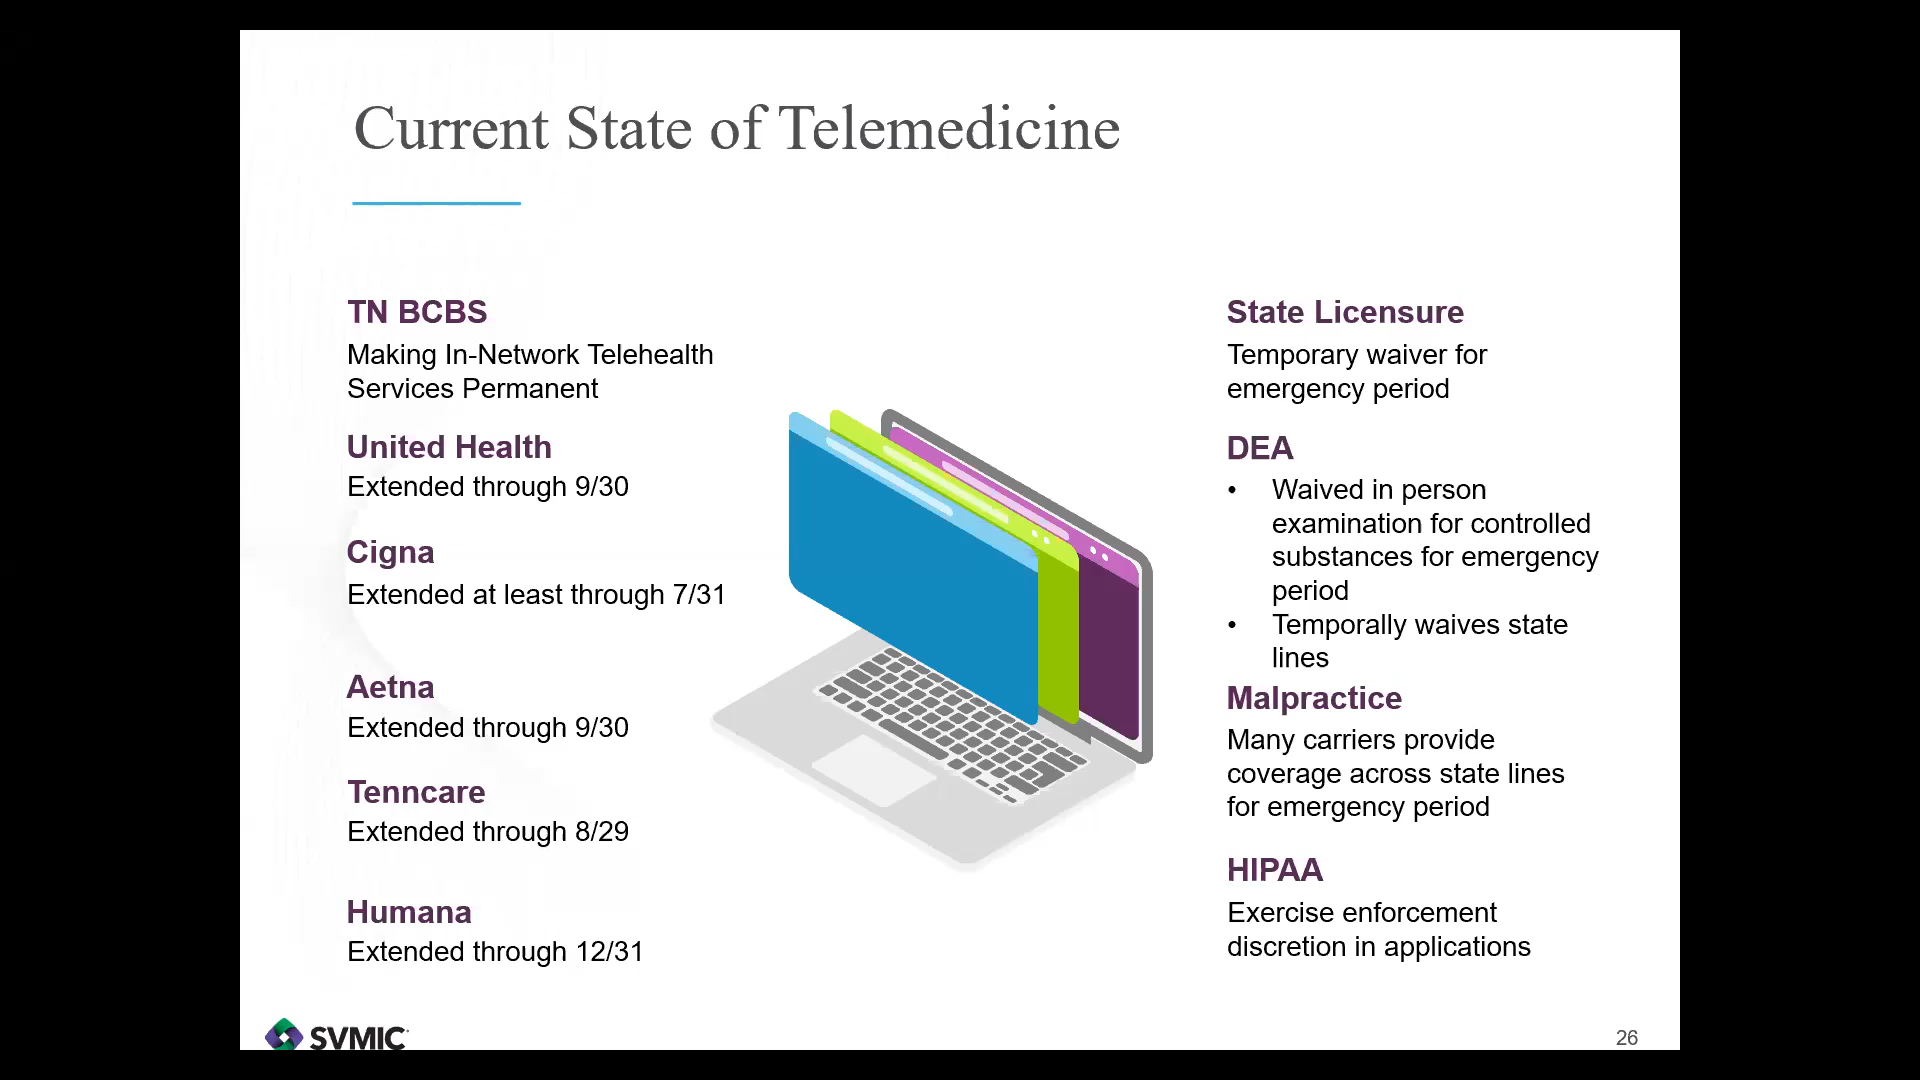 Current State of Telemedicine
TN BCBS
Making In-Network Telehealth
Services Permanent
United Health
Extended through 9/30
Cigna
Extended at least through 7/31
Aetna
Extended through 9/30
Tenncare
Extended through 8/29
Humana
Extended through 12/31
State Licensure
Temporary waiver for
emergency period
DEA
• Waived in person
examination for controlled
substances for emergency
period
• Temporally waives state
lines
Malpractice
Many carriers provide
coverage across state lines
for emergency period
HIPAA
Exercise enforcement
discretion in applications
SVMIC
26